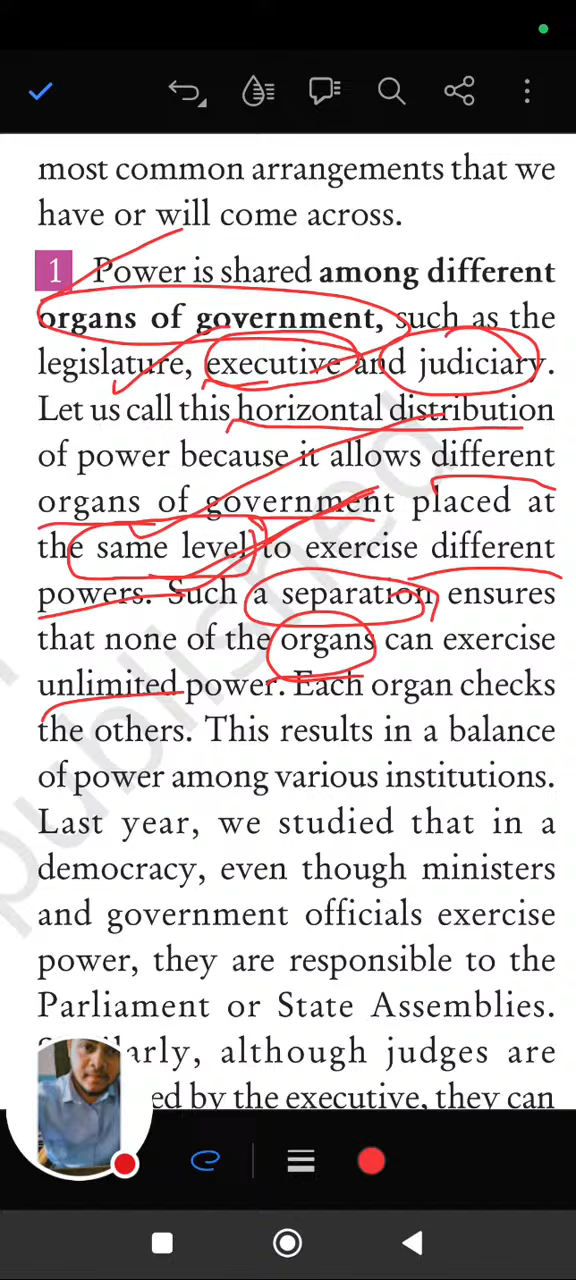 most common arrangements that we
have or will come across.
1 Power is shared among different
organs of government, such as the
legislature, executive and judiciary.
Let us call this horizontal distribution
of power because it allows different
organs of government placed at
the same level to exercise different
powers. Such a separation ensures
that none of the organs can exercise
unlimited power. Each organ checks
the others. This results in a balance
of power among various institutions.
Last year, we studied that in a
democracy, even though ministers
and government officials exercise
power, they are responsible to the
Parliament or State Assemblies.
although judges are
by the executive, they can
published